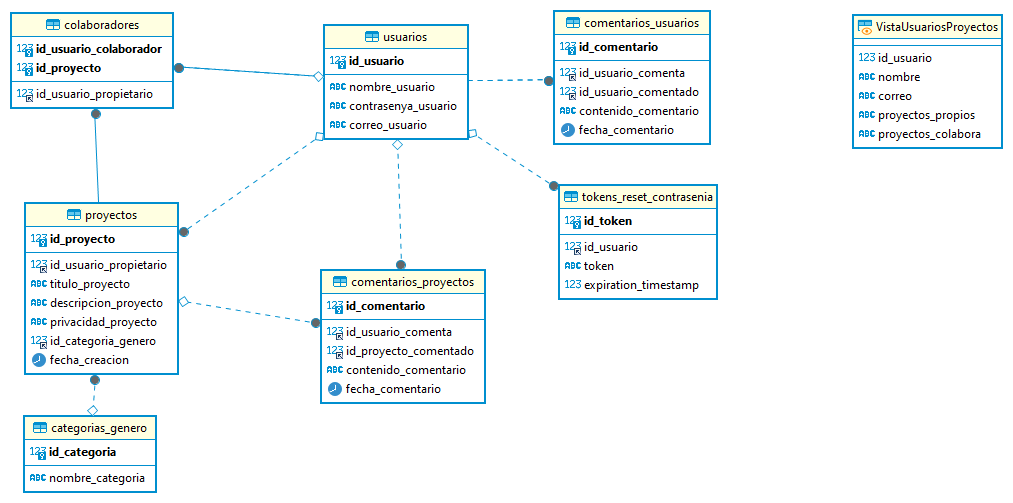 colaboradores
123 id_usuario_colaborador
123 id_proyecto
123 id_usuario_propietario
usuarios
123 id_usuario
ABC nombre_usuario
ABC contrasenya_usuario
ABC correo_usuario
comentarios_usuarios
123 id_comentario
123 id_usuario_comenta
123 id_usuario_comentado
ABC contenido_comentario
fecha_comentario
VistaUsuariosProyectos
123 id_usuario
ABC nombre
ABC correo
ABC proyectos_propios
ABC proyectos_colabora
proyectos
123 id_proyecto
123 id_usuario_propietario
ABC titulo_proyecto
ABC descripcion_proyecto
ABC privacidad_proyecto
123 id_categoria_genero
fecha_creacion
comentarios_proyectos
123 id_comentario
123 id_usuario_comenta
123 id_proyecto_comentado
ABC contenido_comentario
fecha_comentario
tokens_reset_contrasenia
123 id_token
123 id_usuario
ABC token
123 expiration_timestamp
categorias_genero
123 id_categoria
ABC nombre_categoria